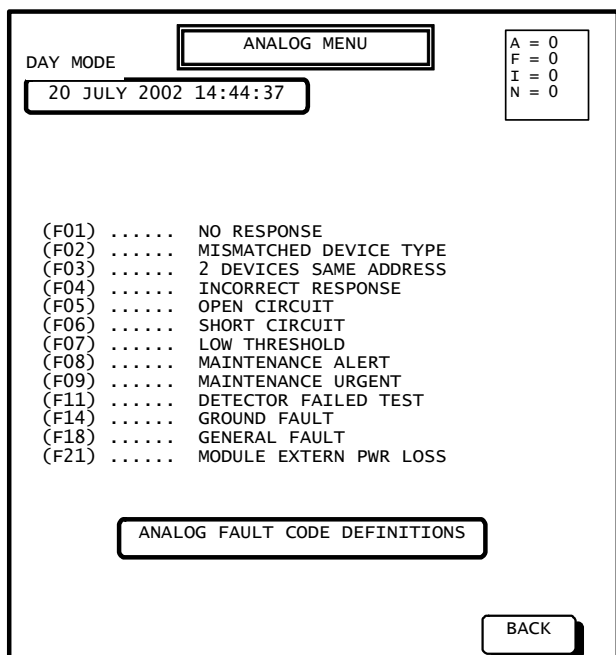 ANALOG MENU
DAY MODE
20 JULY 2002 14:44:37
A = 0
F = 0
I = 0
N = 0
(F01) ...... NO RESPONSE
(F02) ...... MISMATCHED DEVICE TYPE
(F03) ...... 2 DEVICES SAME ADDRESS
(F04) ...... INCORRECT RESPONSE
(F05) ...... OPEN CIRCUIT
(F06) ...... SHORT CIRCUIT
(F07) ...... LOW THRESHOLD
(F08) ...... MAINTENANCE ALERT
(F09) ...... MAINTENANCE URGENT
(F11) ...... DETECTOR FAILED TEST
(F14) ...... GROUND FAULT
(F18) ...... GENERAL FAULT
(F21) ...... MODULE EXTERN PWR LOSS
ANALOG FAULT CODE DEFINITIONS
BACK